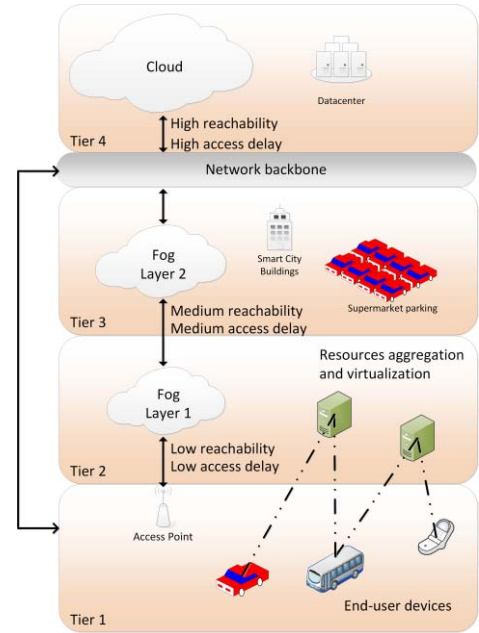 Cloud
Datacenter
High reachability
High access delay
Tier 4
Network backbone
Fog
Layer 2
Smart City
Buildings
Supermarket parking
Medium reachability
Medium access delay
Tier 3
Resources aggregation
and virtualization
Fog
Layer 1
Low reachability
Low access delay
Tier 2
Access Point
End-user devices
Tier 1